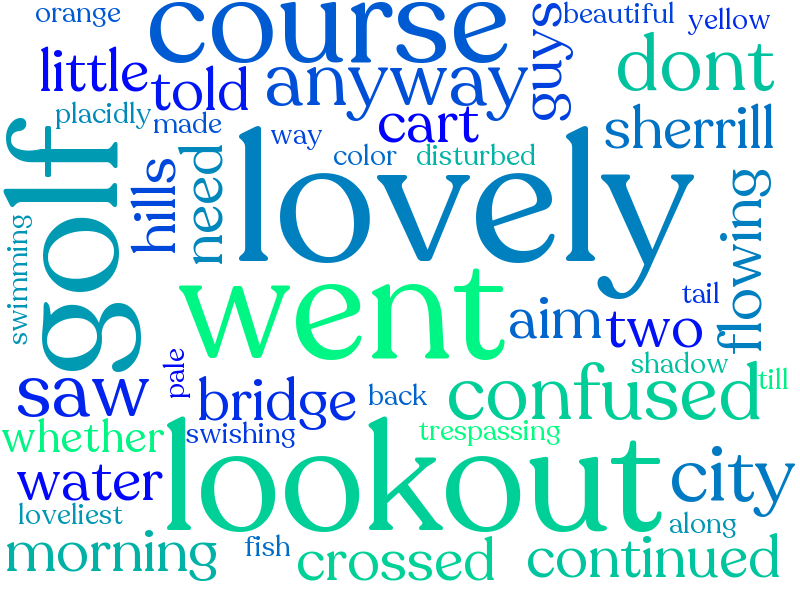 orange
course
beautiful
yellow
little
told
anyway
guys
dont
placidly
made
cart
sherrill
way
color
disturbed
golf
hills
need
lovely
flowing
swimming
went
tail
aim
two
shadow
till
saw
pale
bridge
back
confused
whether
swishing
trespassing
water
lookout
city
loveliest
along
morning
fish
crossed
continued